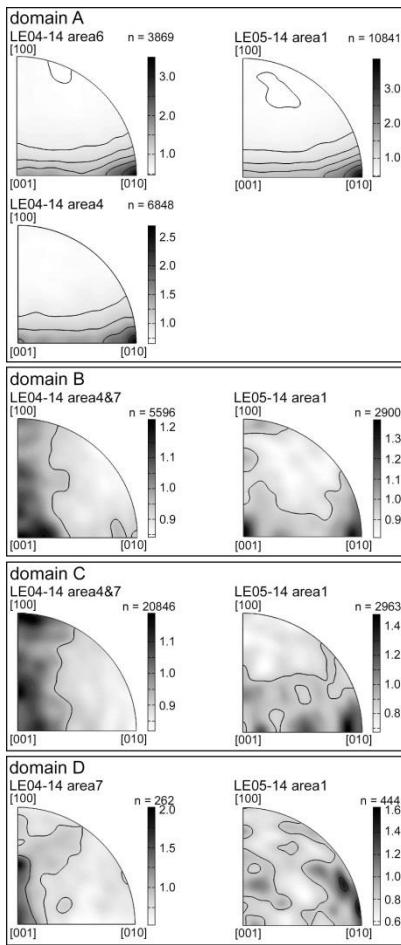 domain A
LE04-14 area6 n = 3869
[100]
3.0
2.0
1.0
[001] [010]
LE05-14 area1 n = 10841
[100]
3.0
2.0
1.0
[001] [010]
LE04-14 area4 n = 6848
[100]
2.5
2.0
1.5
1.0
[001] [010]
domain B
LE04-14 area4&7
[100] n = 5596
1.2
1.1
1.0
0.9
[001] [010]
LE05-14 area1
[100] n = 2900
1.3
1.2
1.1
1.0
0.9
[001] [010]
domain C
LE04-14 area4&7
[100] n = 20846
1.1
1.0
0.9
[001] [010]
LE05-14 area1
[100] n = 2963
1.4
1.2
1.0
0.8
[001] [010]
domain D
LE04-14 area7
[100] n = 262
2.0
1.5
1.0
[001] [010]
LE05-14 area1
[100] n = 444
1.6
1.4
1.2
1.0
0.8
0.6
[001] [010]